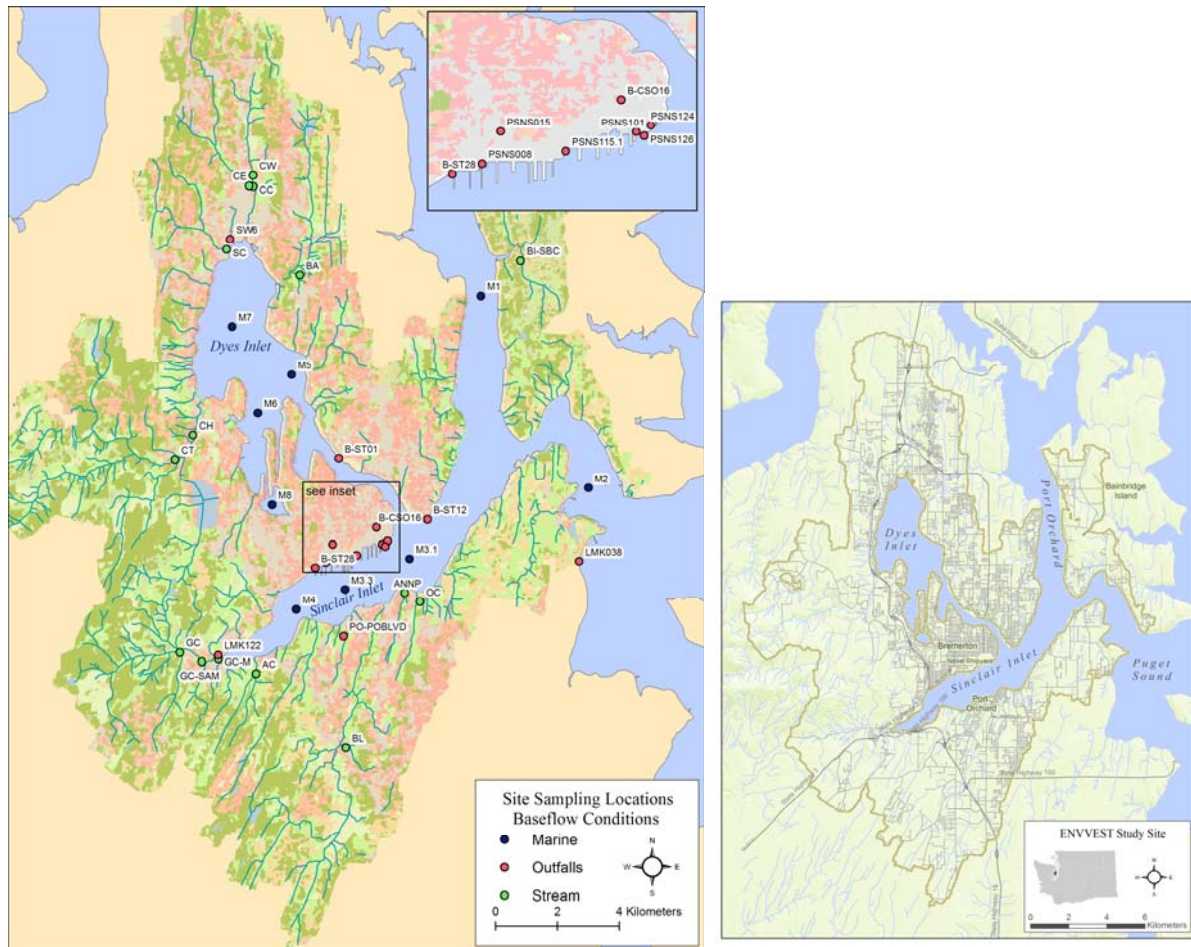 B-CSO16
PSNS124
PSNS015
PSNS101
PSNS126
PSNS115.1
PSNS008
B-ST28
CW
CE
CC
SW6
SC
BA
BI-SBC
M1
M7
Dyes Inlet
M5
M6
CH
CT
B-ST01
see inset
M8
M2
B-CSO16
B-ST12
B-ST28
M3.1
LMK038
M3.3
ANNP
OC
M4
Sinclair Inlet
PO-POBLVD
GC
LMK122
GC-M
AC
GC-SAM
BL
Site Sampling Locations
Baseflow Conditions
Marine
Outfalls
Stream
N
W E
S
0 2 4 Kilometers
Bainbridge
Island
Port Orchard
Dyes
Inlet
Bremerton
Naval Shipyard
Sinclair Inlet
Puget
Sound
Port
Orchard
State Highway 160
ENVVEST Study Site
N
W E
S
0 2 4 6
Kilometers